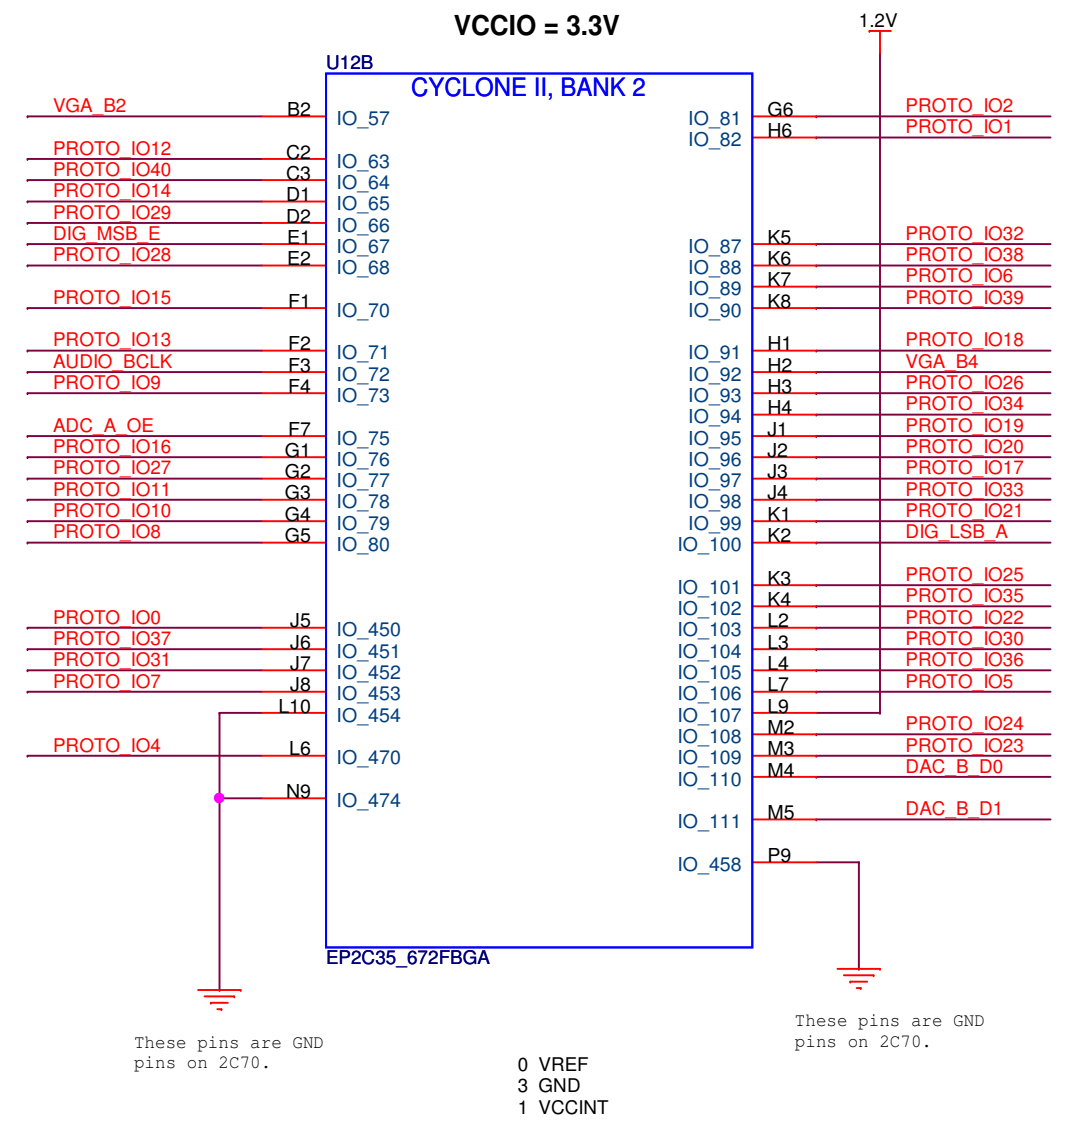 VCCIO = 3.3V
1.2V
U12B
CYCLONE II, BANK 2
VGA_B2 B2 IO_57
PROTO_IO12 C2 IO_63
PROTO_IO40 C3 IO_64
PROTO_IO14 D1 IO_65
PROTO_IO29 D2 IO_66
DIG_MSB_E E1 IO_67
PROTO_IO28 E2 IO_68
PROTO_IO15 F1 IO_70
PROTO_IO13 F2 IO_71
AUDIO_BCLK F3 IO_72
PROTO_IO9 F4 IO_73
ADC_A_OE F7 IO_75
PROTO_IO16 G1 IO_76
PROTO_IO27 G2 IO_77
PROTO_IO11 G3 IO_78
PROTO_IO10 G4 IO_79
PROTO_IO8 G5 IO_80
PROTO_IO0 J5 IO_450
PROTO_IO37 J6 IO_451
PROTO_IO31 J7 IO_452
PROTO_IO7 J8 IO_453
L10 IO_454
PROTO_IO4 L6 IO_470
N9 IO_474
IO_81 G6 PROTO_IO2
IO_82 H6 PROTO_IO1
IO_87 K5 PROTO_IO32
IO_88 K6 PROTO_IO38
IO_89 K7 PROTO_IO6
IO_90 K8 PROTO_IO39
IO_91 H1 PROTO_IO18
IO_92 H2 VGA_B4
IO_93 H3 PROTO_IO26
IO_94 H4 PROTO_IO34
IO_95 J1 PROTO_IO19
IO_96 J2 PROTO_IO20
IO_97 J3 PROTO_IO17
IO_98 J4 PROTO_IO33
IO_99 K1 PROTO_IO21
IO_100 K2 DIG_LSB_A
IO_101 K3 PROTO_IO25
IO_102 K4 PROTO_IO35
IO_103 L2 PROTO_IO22
IO_104 L3 PROTO_IO30
IO_105 L4 PROTO_IO36
IO_106 L7 PROTO_IO5
IO_107 L9
IO_108 M2 PROTO_IO24
IO_109 M3 PROTO_IO23
IO_110 M4 DAC_B_D0
IO_111 M5 DAC_B_D1
IO_458 P9
EP2C35_672FBGA
These pins are GND
pins on 2C70.
These pins are GND
pins on 2C70.
0 VREF
3 GND
1 VCCINT